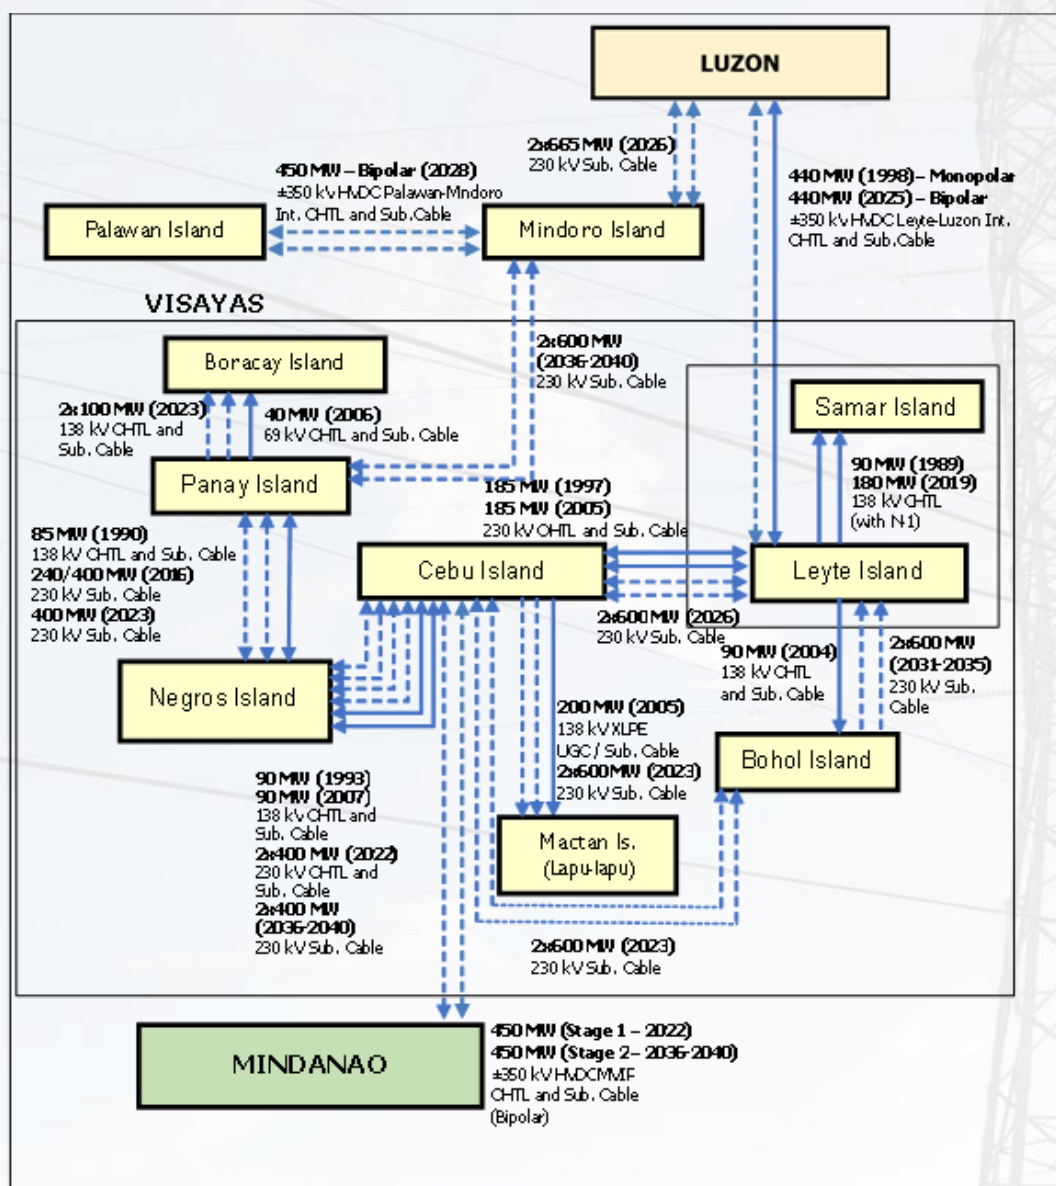 LUZON
2x665 MW (2026)
230 kV Sub. Cable
450 MW – Bipolar (2028)
±350 kV HVDC Palawan-Mndoro
Int. CHTL and Sub.Cable
440 MW (1998) – Monopolar
440 MW (2025) – Bipolar
±350 kV HVDC Leyte-Luzon Int.
CHTL and Sub.Cable
Palawan Island
Mindoro Island
VISAYAS
Boracay Island
2x600 MW
(2036-2040)
230 kV Sub. Cable
Samar Island
2x100 MW (2023)
138 kV CHTL and
Sub. Cable
40 MW (2006)
69 kV CHTL and Sub. Cable
Panay Island
90 MW (1989)
180 MW (2019)
138 kV CHTL
(with N-1)
185 MW (1997)
185 MW (2005)
230 kV CHTL and Sub. Cable
85 MW (1990)
138 kV CHTL and Sub. Cable
240/400 MW (2016)
230 kV Sub. Cable
400 MW (2023)
230 kV Sub. Cable
Cebu Island
Leyte Island
2x600 MW (2026)
230 kV Sub. Cable
90 MW (2004)
138 kV CHTL
and Sub. Cable
2x600 MW
(2031-2035)
230 kV Sub.
Cable
Negros Island
200 MW (2005)
138 kV XLPE
UGC / Sub. Cable
2x600 MW (2023)
230 kV Sub. Cable
Bohol Island
90 MW (1993)
90 MW (2007)
138 kV CHTL and
Sub. Cable
2x400 MW (2022)
230 kV CHTL and
Sub. Cable
2x400 MW
(2036-2040)
230 kV Sub. Cable
Mactan Is.
(Lapu-lapu)
2x600 MW (2023)
230 kV Sub. Cable
MINDANAO
450 MW (Stage 1 – 2022)
450 MW (Stage 2 – 2036-2040)
±350 kV HVDC MVIP
CHTL and Sub. Cable
(Bipolar)